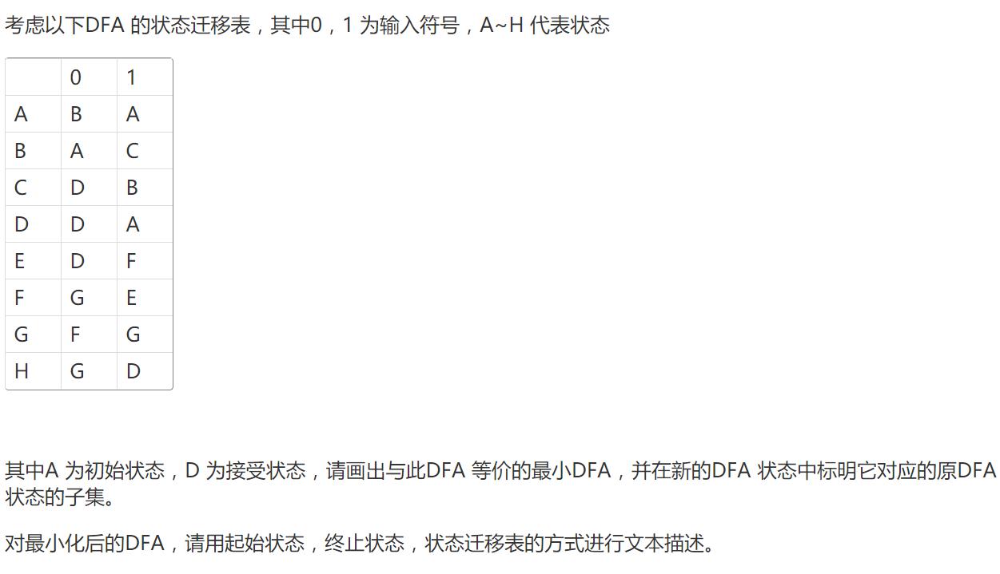 考虑以下DFA 的状态迁移表，其中0，1 为输入符号，A~H 代表状态
0 1
A B A
B A C
C D B
D D A
E D F
F G E
G F G
H G D
其中A 为初始状态，D 为接受状态，请画出与此DFA 等价的最小DFA，并在新的DFA 状态中标明它对应的原DFA
状态的子集。
对最小化后的DFA，请用起始状态，终止状态，状态迁移表的方式进行文本描述。